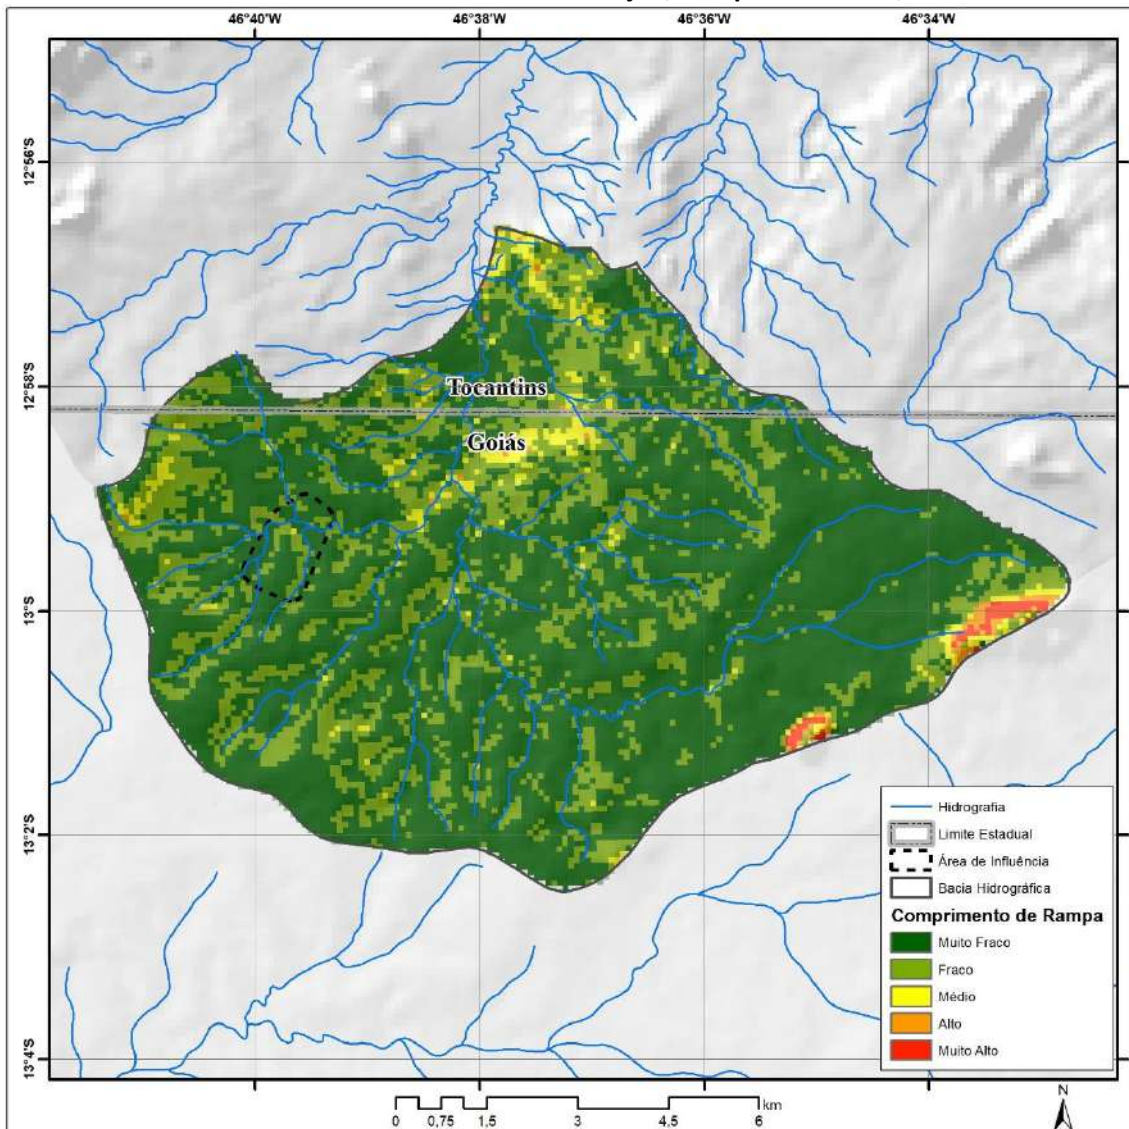 46°40'W 46°38'W 46°36'W 46°34'W
12°56'S
12°58'S
Tocantins
Goiás
13°S
13°2'S
13°4'S
Hidrografia
Limite Estadual
Área de Influência
Bacia Hidrográfica
Comprimento de Rampa
Muito Fraco
Fraco
Médio
Alto
Muito Alto
N
km
0 0,75 1,5 3 4,5 6